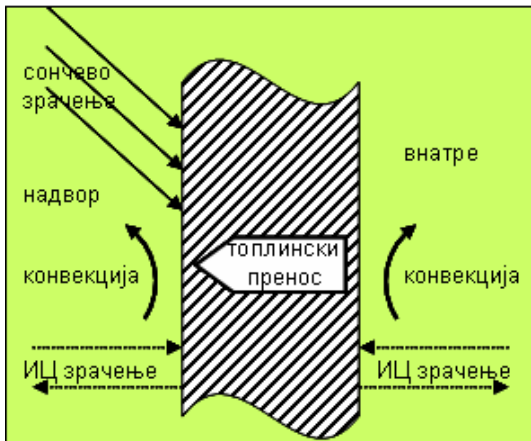 сончево
зрачење
внатре
надвор
топлински
пренос
конвекција
конвекција
ИЦ зрачење
ИЦ зрачење